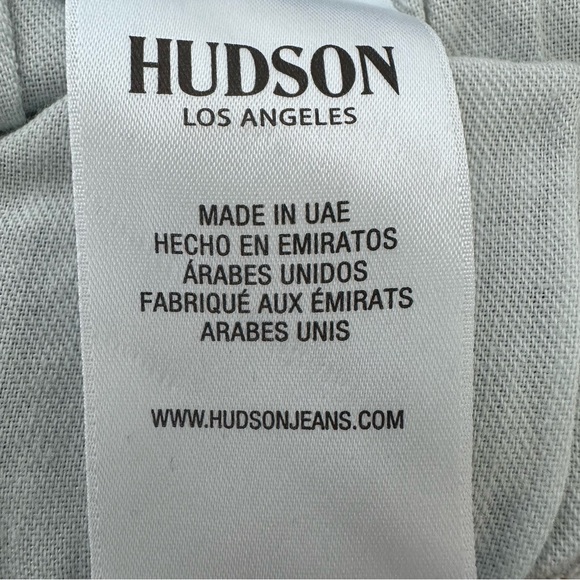 HUDSON
LOS ANGELES
MADE IN UAE
HECHO EN EMIRATOS
ÁRABES UNIDOS
FABRIQUÉ AUX ÉMIRATS
ARABES UNIS
WWW.HUDSONJEANS.COM